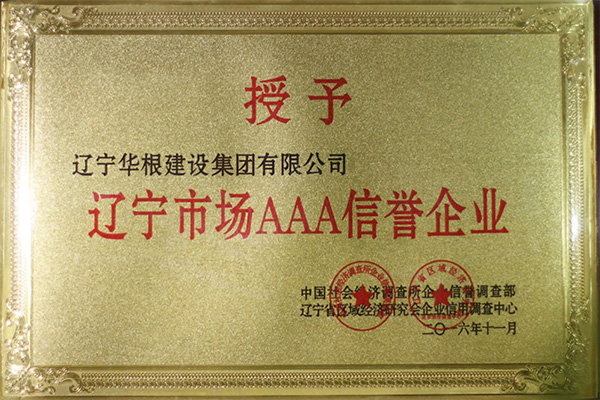 授予
辽宁华根建设集团有限公司
辽宁市场AAA信誉企业
中国社会经济调查所企业信誉调查部
辽宁省区域经济研究会企业信用调查中心
二〇一六年十一月